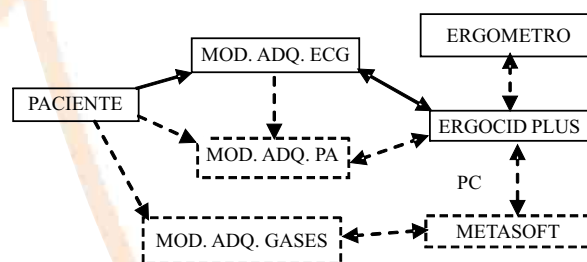 ERGOMETRO
MOD. ADQ. ECG
PACIENTE
ERGOCID PLUS
MOD. ADQ. PA
PC
MOD. ADQ. GASES
METASOFT